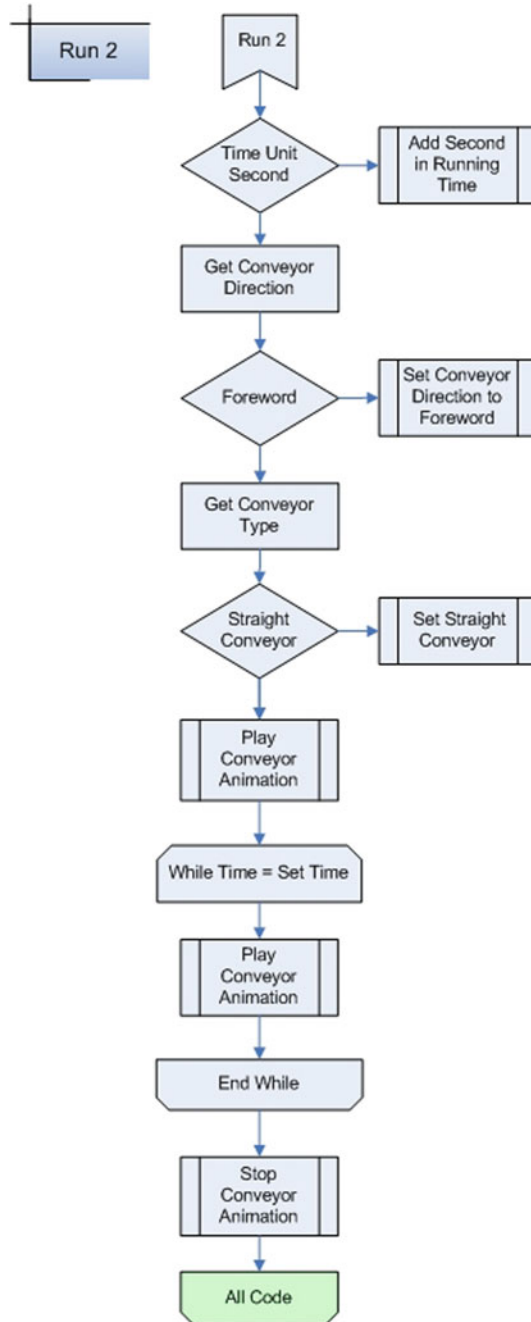 Run 2
Run 2
Time Unit
Second
Add Second
in Running
Time
Get Conveyor
Direction
Foreword
Set Conveyor
Direction to
Foreword
Get Conveyor
Type
Straight
Conveyor
Set Straight
Conveyor
Play
Conveyor
Animation
While Time = Set Time
Play
Conveyor
Animation
End While
Stop
Conveyor
Animation
All Code